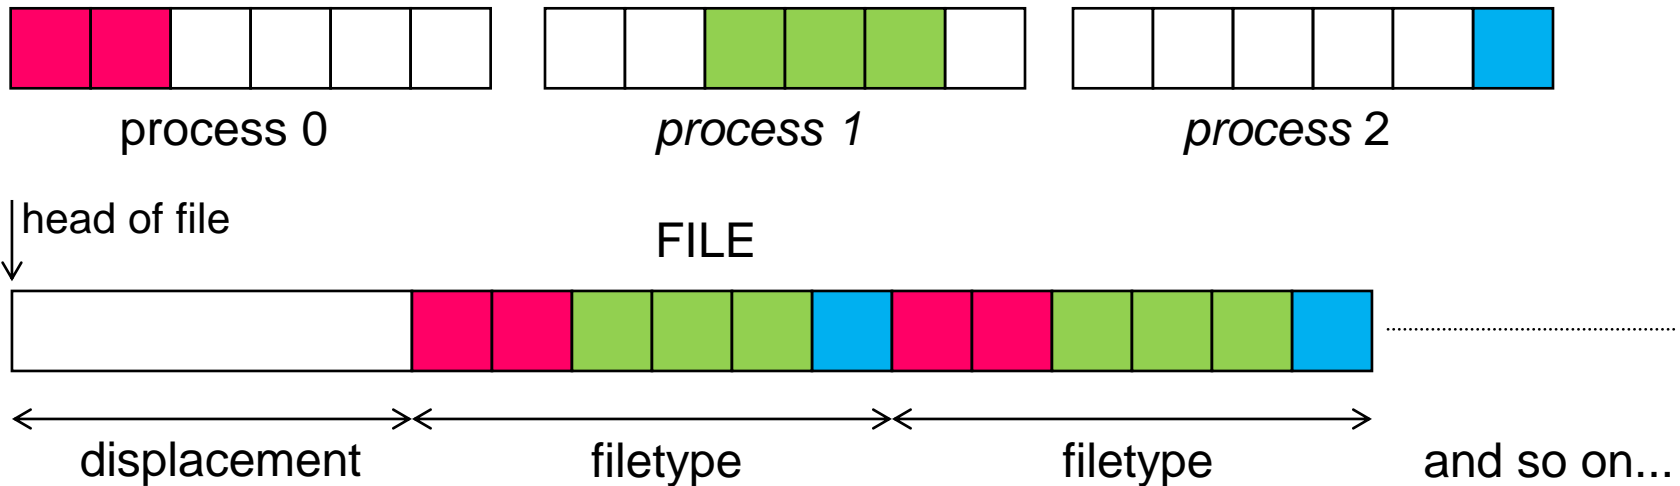 process 0 process 1 process 2
head of file
FILE
displacement filetype filetype and so on...